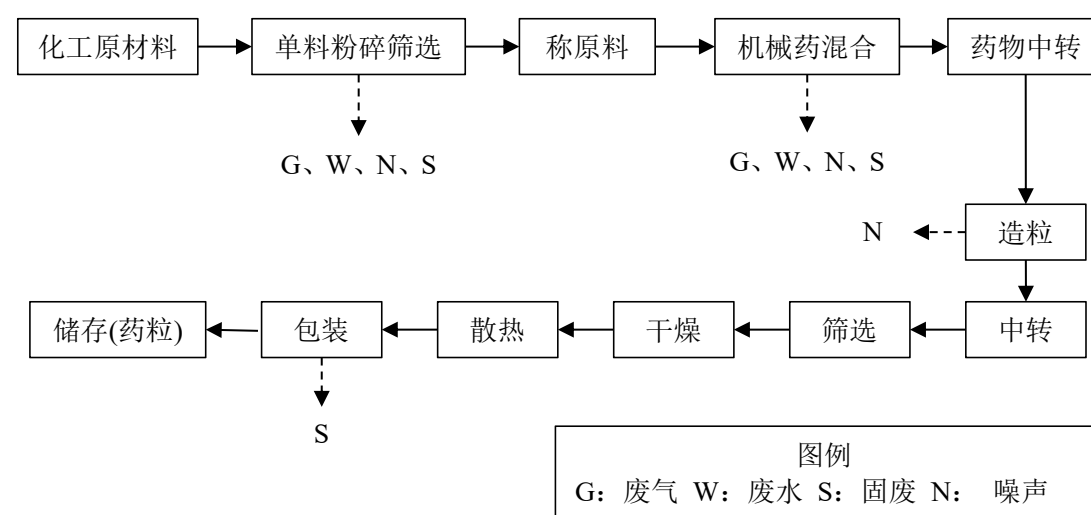 化工原材料
单料粉碎筛选
称原料
机械药混合
药物中转
G、W、N、S
G、W、N、S
N
造粒
储存(药粒)
包装
散热
干燥
筛选
中转
S
图例
G：废气 W：废水 S：固废 N： 噪声